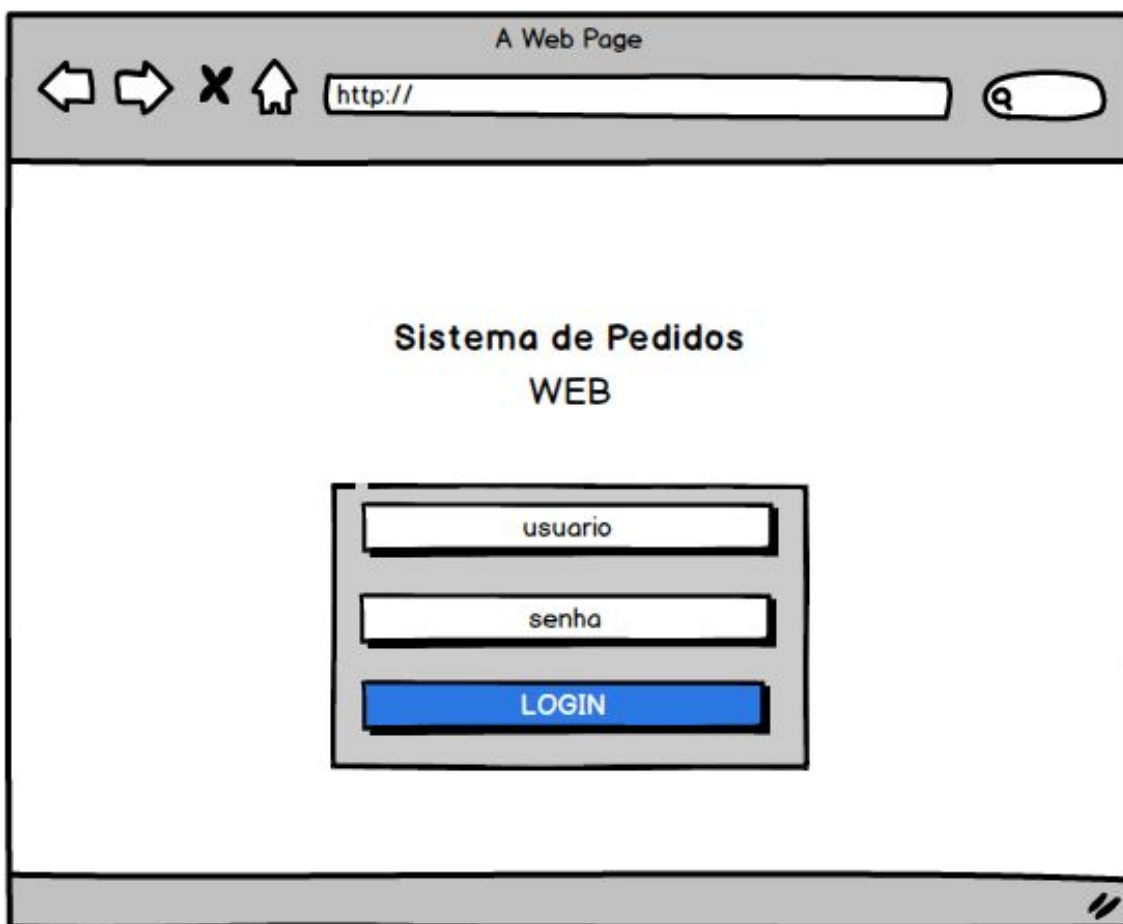 A Web Page
http://
Sistema de Pedidos
WEB
usuario
senha
LOGIN